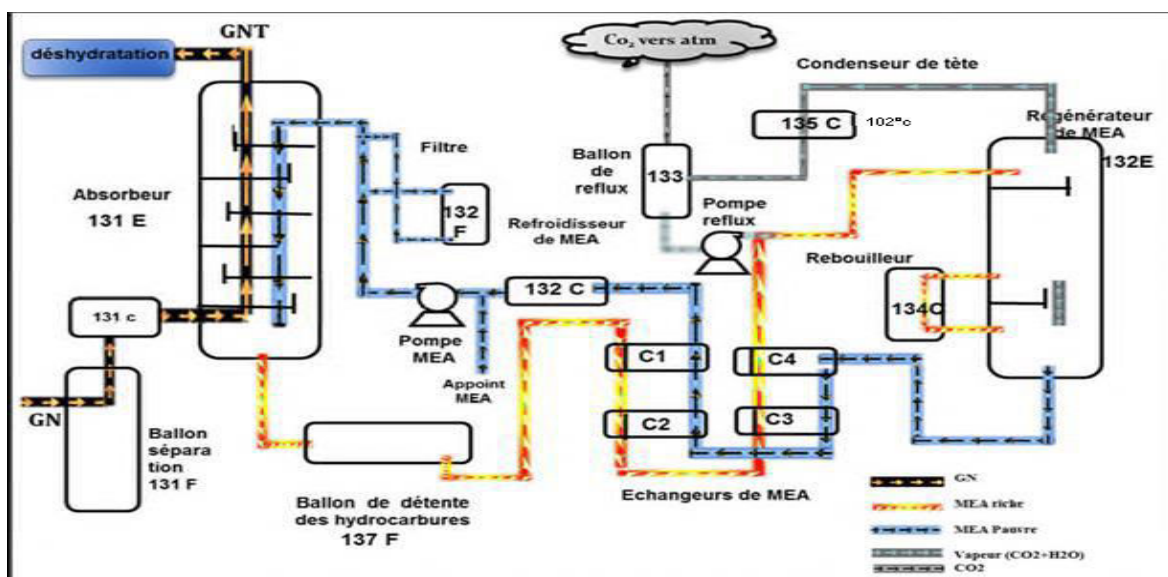 GNT
déshydratation
Co₂ vers atm
Condenseur de tète
135 C
102°c
Régénérateur
de MEA
132E
Filtre
Ballon
de
reflux
133
Absorbeur
131 E
132
F
Pompe
reflux
Refroidisseur
de MEA
Rebouilleur
132 C
134C
131 c
Pompe
MEA
C1
C4
Appoint
MEA
GN
C2
C3
Ballon
sépara
tion
131 F
Ballon de détente
des hydrocarbures
137 F
Echangeurs de MEA
GN
MEA riche
MEA Pauvre
Vapeur (CO2+H2O)
CO2